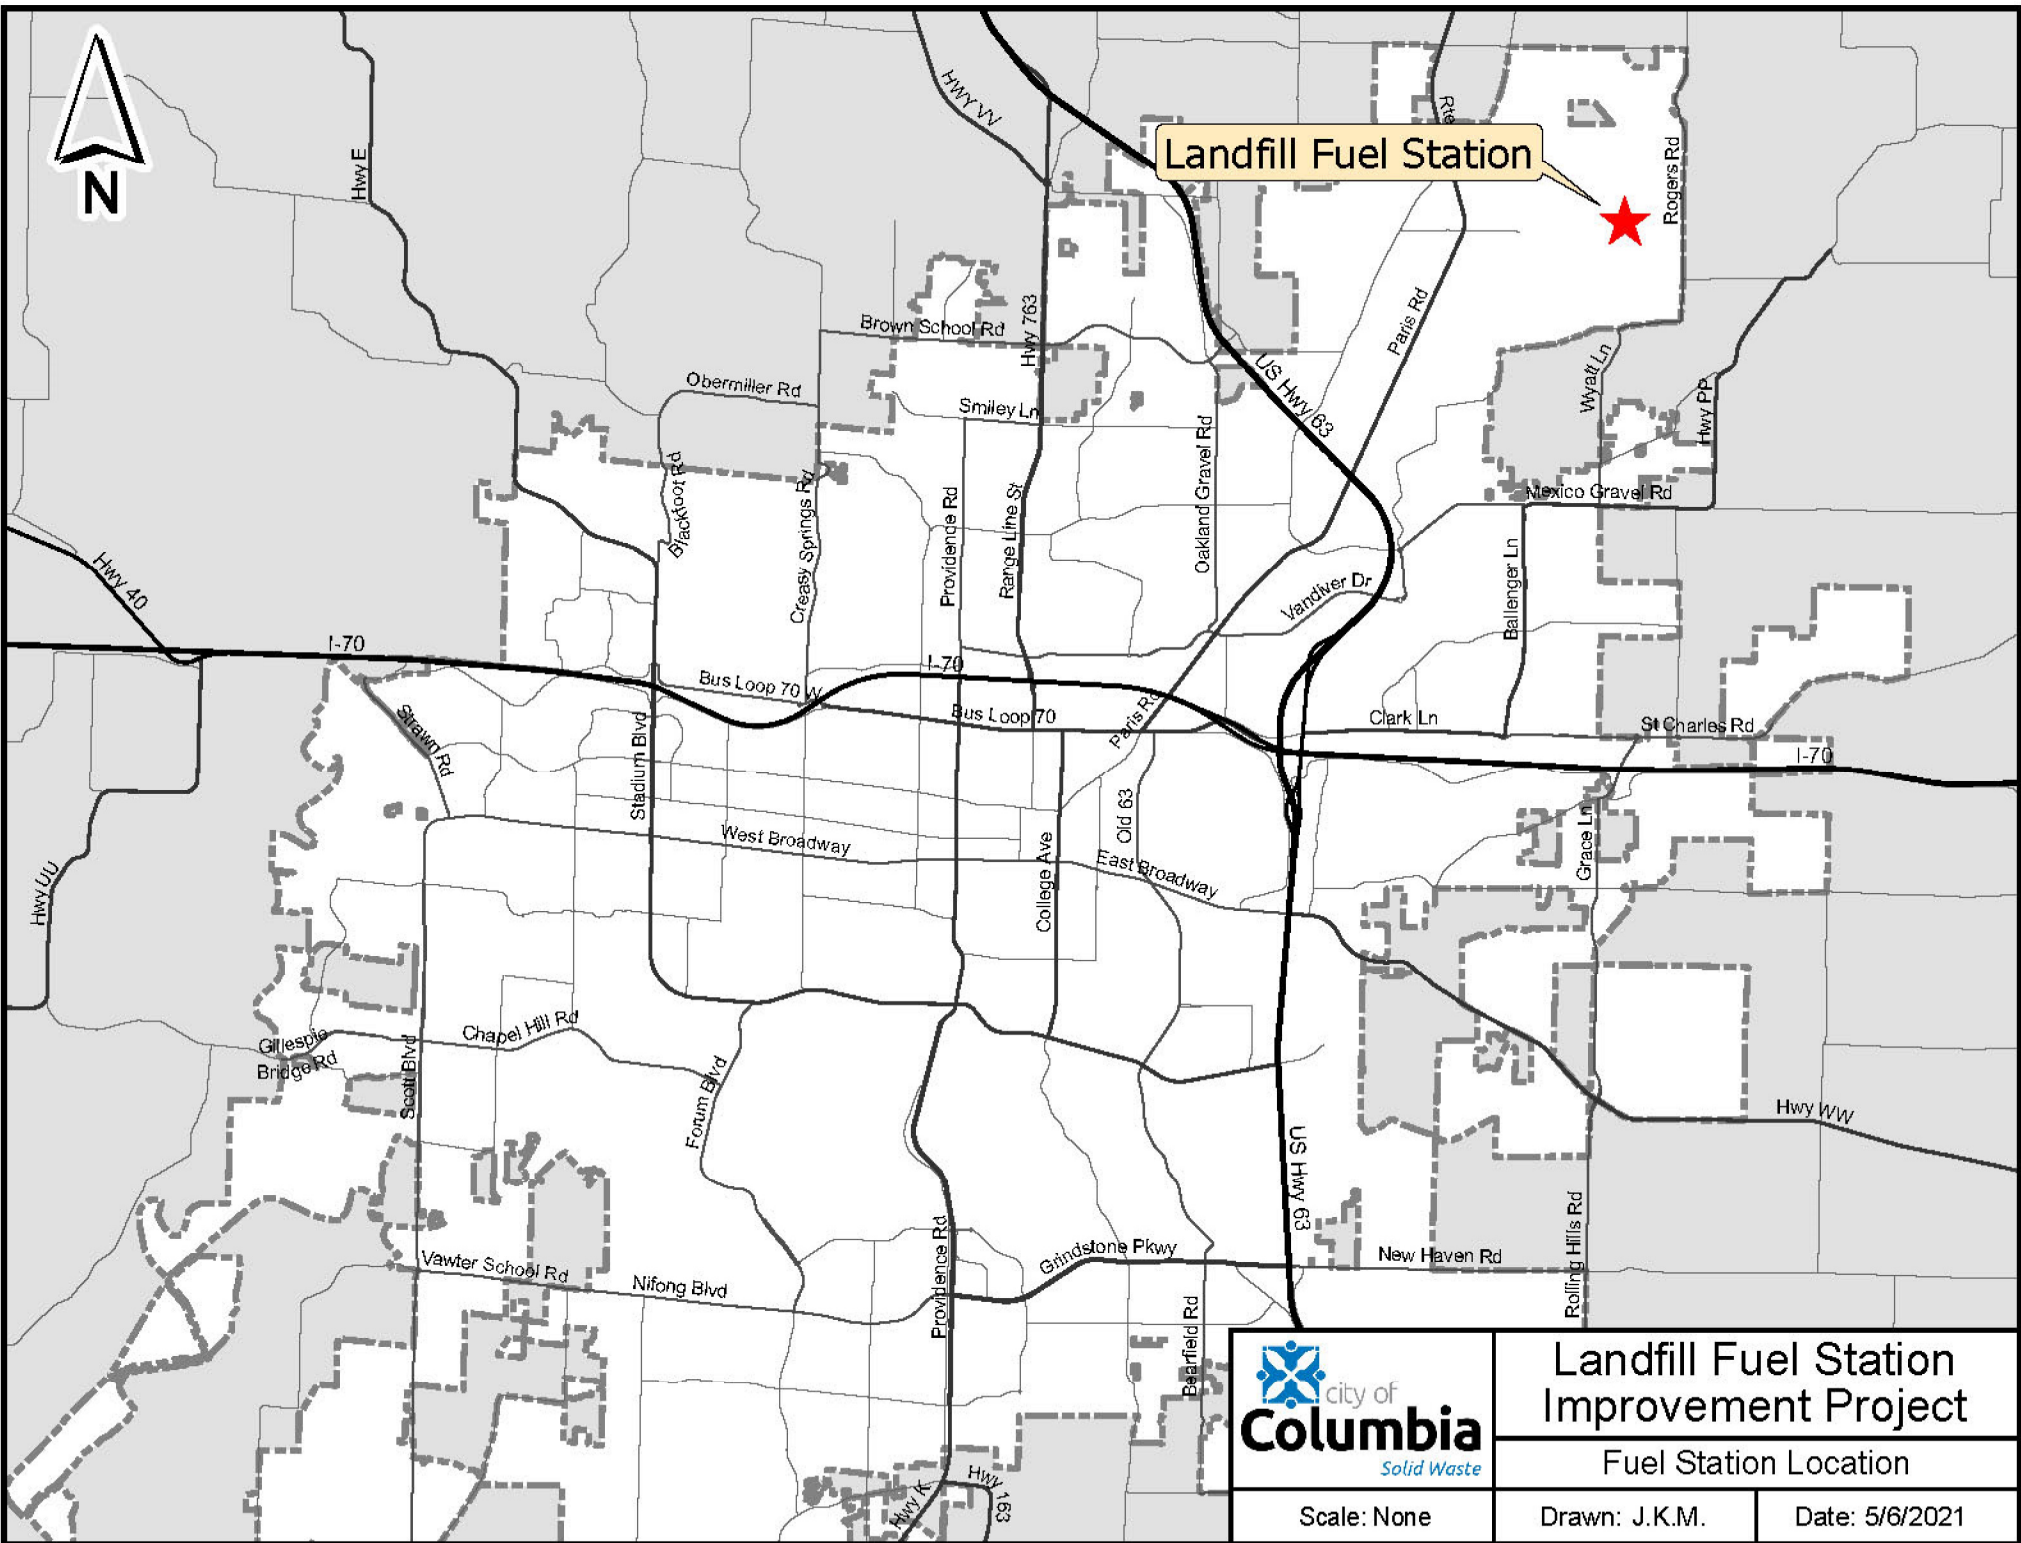 HWY VV
Rte
Landfill Fuel Station
Hwy E
Rogers Rd
N
Hwy 763
Paris Rd
Brown School Rd
US Hwy 63
Wyatt Ln
Obermiller Rd
Smiley Ln
Hwy PP
Oakland Gravel Rd
Blackfoot Rd
Creasy Springs Rd
Providence Rd
Range Line St
Mexico Gravel Rd
Hwy 40
Vandiver Dr
Ballenger Ln
I-70
I-70
Bus Loop 70 W
Bus Loop 70
Paris Rd
Clark Ln
St Charles Rd
I-70
Strawn Rd
Stadium Blvd
Old 63
West Broadway
East Broadway
College Ave
Grace Ln
Hwy UU
Chapel Hill Rd
Gillespie
Bridge Rd
Scott Blvd
Forum Blvd
Hwy WW
US Hwy 63
Rolling Hills Rd
Grindstone Pkwy
New Haven Rd
Vawter School Rd
Nifong Blvd
Providence Rd
Bearfield Rd
Hwy K
Hwy 163
city of
Columbia
Solid Waste
Landfill Fuel Station
Improvement Project
Fuel Station Location
Scale: None
Drawn: J.K.M.
Date: 5/6/2021